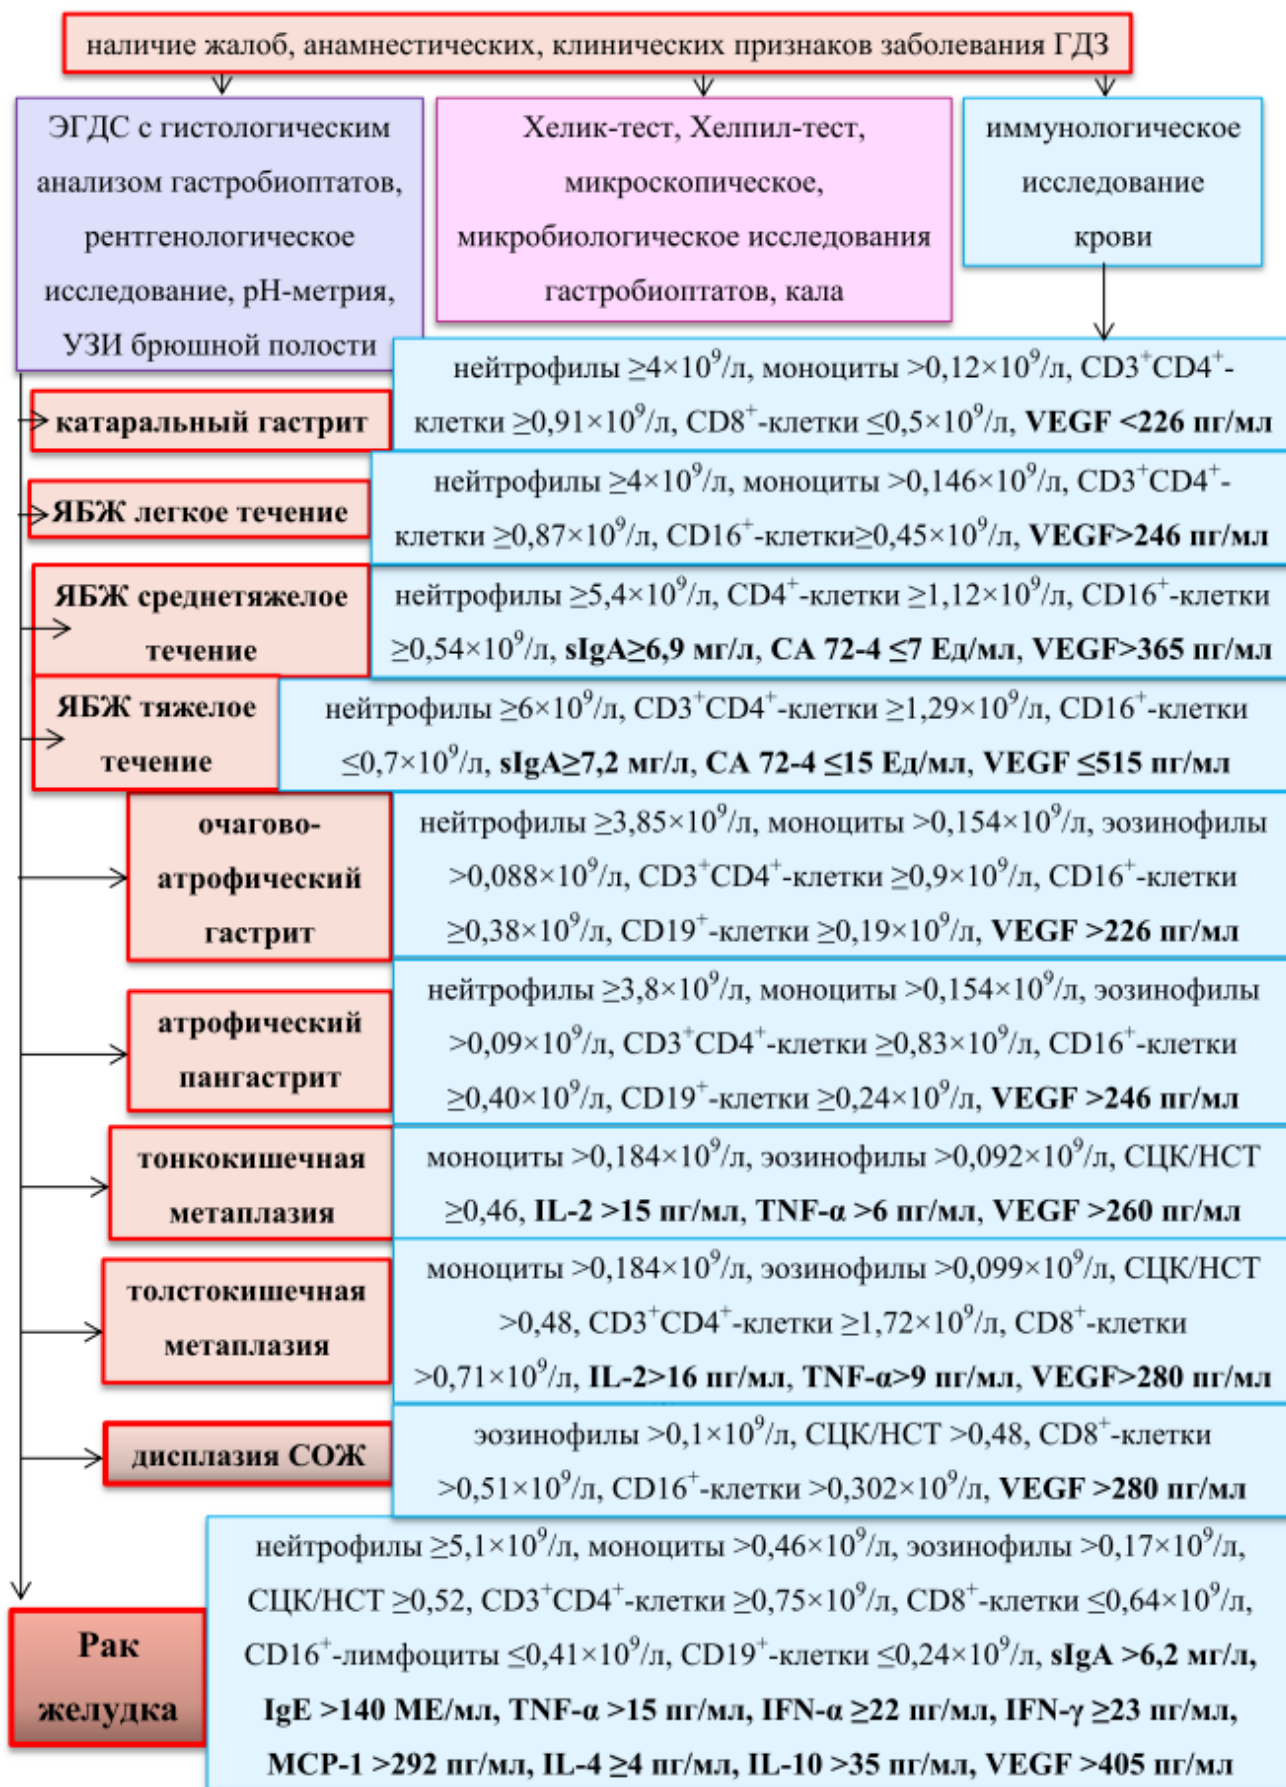 наличие жалоб, анамнестических, клинических признаков заболевания ГДЗ
ЭГДС с гистологическим
анализом гастробиоптатов,
рентгенологическое
исследование, рН-метрия,
УЗИ брюшной полости
Хелик-тест, Хелпил-тест,
микроскопическое,
микробиологическое исследования
гастробиоптатов, кала
иммунологическое
исследование
крови
катаральный гастрит
нейтрофилы ≥4×10⁹/л, моноциты >0,12×10⁹/л, CD3⁺CD4⁺-
клетки ≥0,91×10⁹/л, CD8⁺-клетки ≤0,5×10⁹/л, VEGF <226 пг/мл
ЯБЖ легкое течение
нейтрофилы ≥4×10⁹/л, моноциты >0,146×10⁹/л, CD3⁺CD4⁺-
клетки ≥0,87×10⁹/л, CD16⁺-клетки≥0,45×10⁹/л, VEGF>246 пг/мл
ЯБЖ среднетяжелое
течение
нейтрофилы ≥5,4×10⁹/л, CD4⁺-клетки ≥1,12×10⁹/л, CD16⁺-клетки
≥0,54×10⁹/л, sIgA≥6,9 мг/л, СА 72-4 ≤7 Ед/мл, VEGF>365 пг/мл
ЯБЖ тяжелое
течение
нейтрофилы ≥6×10⁹/л, CD3⁺CD4⁺-клетки ≥1,29×10⁹/л, CD16⁺-клетки
≤0,7×10⁹/л, sIgA≥7,2 мг/л, СА 72-4 ≤15 Ед/мл, VEGF ≤515 пг/мл
очагово-
атрофический
гастрит
нейтрофилы ≥3,85×10⁹/л, моноциты >0,154×10⁹/л, эозинофилы
>0,088×10⁹/л, CD3⁺CD4⁺-клетки ≥0,9×10⁹/л, CD16⁺-клетки
≥0,38×10⁹/л, CD19⁺-клетки ≥0,19×10⁹/л, VEGF >226 пг/мл
атрофический
пангастрит
нейтрофилы ≥3,8×10⁹/л, моноциты >0,154×10⁹/л, эозинофилы
>0,09×10⁹/л, CD3⁺CD4⁺-клетки ≥0,83×10⁹/л, CD16⁺-клетки
≥0,40×10⁹/л, CD19⁺-клетки ≥0,24×10⁹/л, VEGF >246 пг/мл
тонкокишечная
метаплазия
моноциты >0,184×10⁹/л, эозинофилы >0,092×10⁹/л, СЦК/НСТ
≥0,46, IL-2 >15 пг/мл, TNF-α >6 пг/мл, VEGF >260 пг/мл
толстокишечная
метаплазия
моноциты >0,184×10⁹/л, эозинофилы >0,099×10⁹/л, СЦК/НСТ
>0,48, CD3⁺CD4⁺-клетки ≥1,72×10⁹/л, CD8⁺-клетки
>0,71×10⁹/л, IL-2>16 пг/мл, TNF-α>9 пг/мл, VEGF>280 пг/мл
дисплазия СОЖ
эозинофилы >0,1×10⁹/л, СЦК/НСТ >0,48, CD8⁺-клетки
>0,51×10⁹/л, CD16⁺-клетки >0,302×10⁹/л, VEGF >280 пг/мл
Рак
желудка
нейтрофилы ≥5,1×10⁹/л, моноциты >0,46×10⁹/л, эозинофилы >0,17×10⁹/л,
СЦК/НСТ ≥0,52, CD3⁺CD4⁺-клетки ≥0,75×10⁹/л, CD8⁺-клетки ≤0,64×10⁹/л,
CD16⁺-лимфоциты ≤0,41×10⁹/л, CD19⁺-клетки ≤0,24×10⁹/л, sIgA >6,2 мг/л,
IgE >140 МЕ/мл, TNF-α >15 пг/мл, IFN-α ≥22 пг/мл, IFN-γ ≥23 пг/мл,
MCP-1 >292 пг/мл, IL-4 ≥4 пг/мл, IL-10 >35 пг/мл, VEGF >405 пг/мл